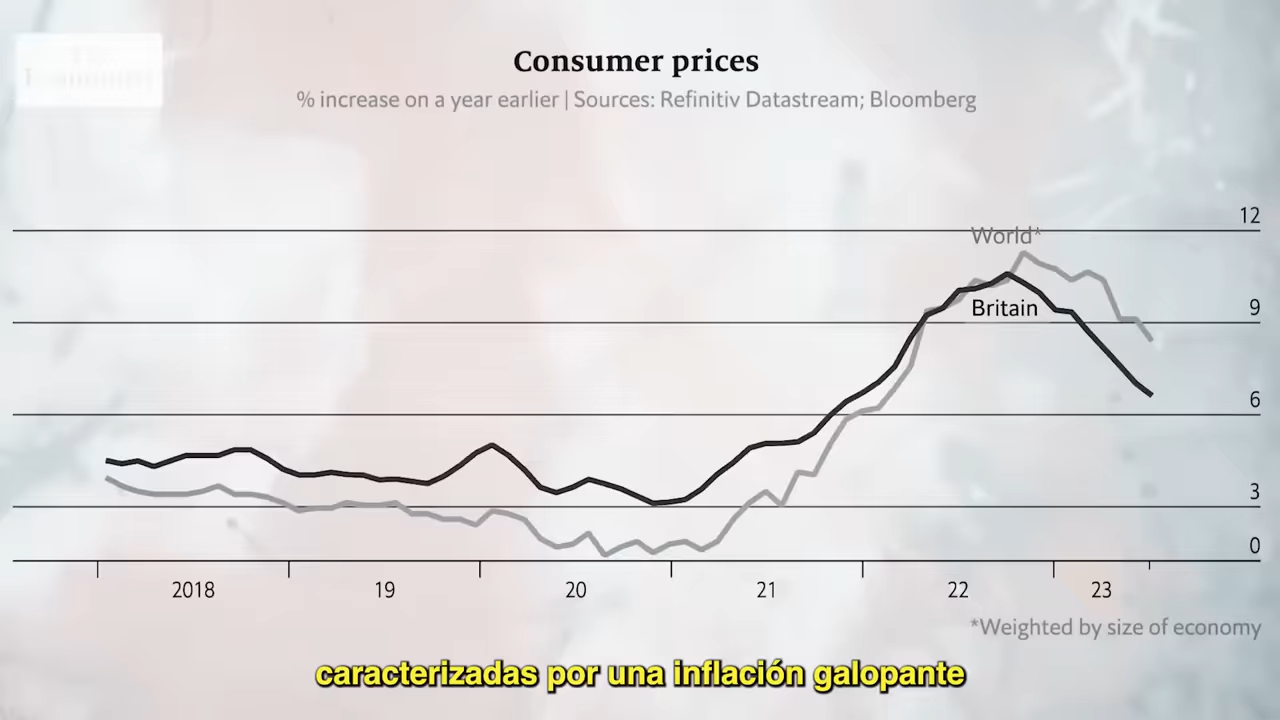 Consumer prices
% increase on a year earlier | Sources: Refinitiv Datastream; Bloomberg
12
World*
Britain
9
6
3
0
2018 19 20 21 22 23
*Weighted by size of economy
caracterizadas por una inflación galopante